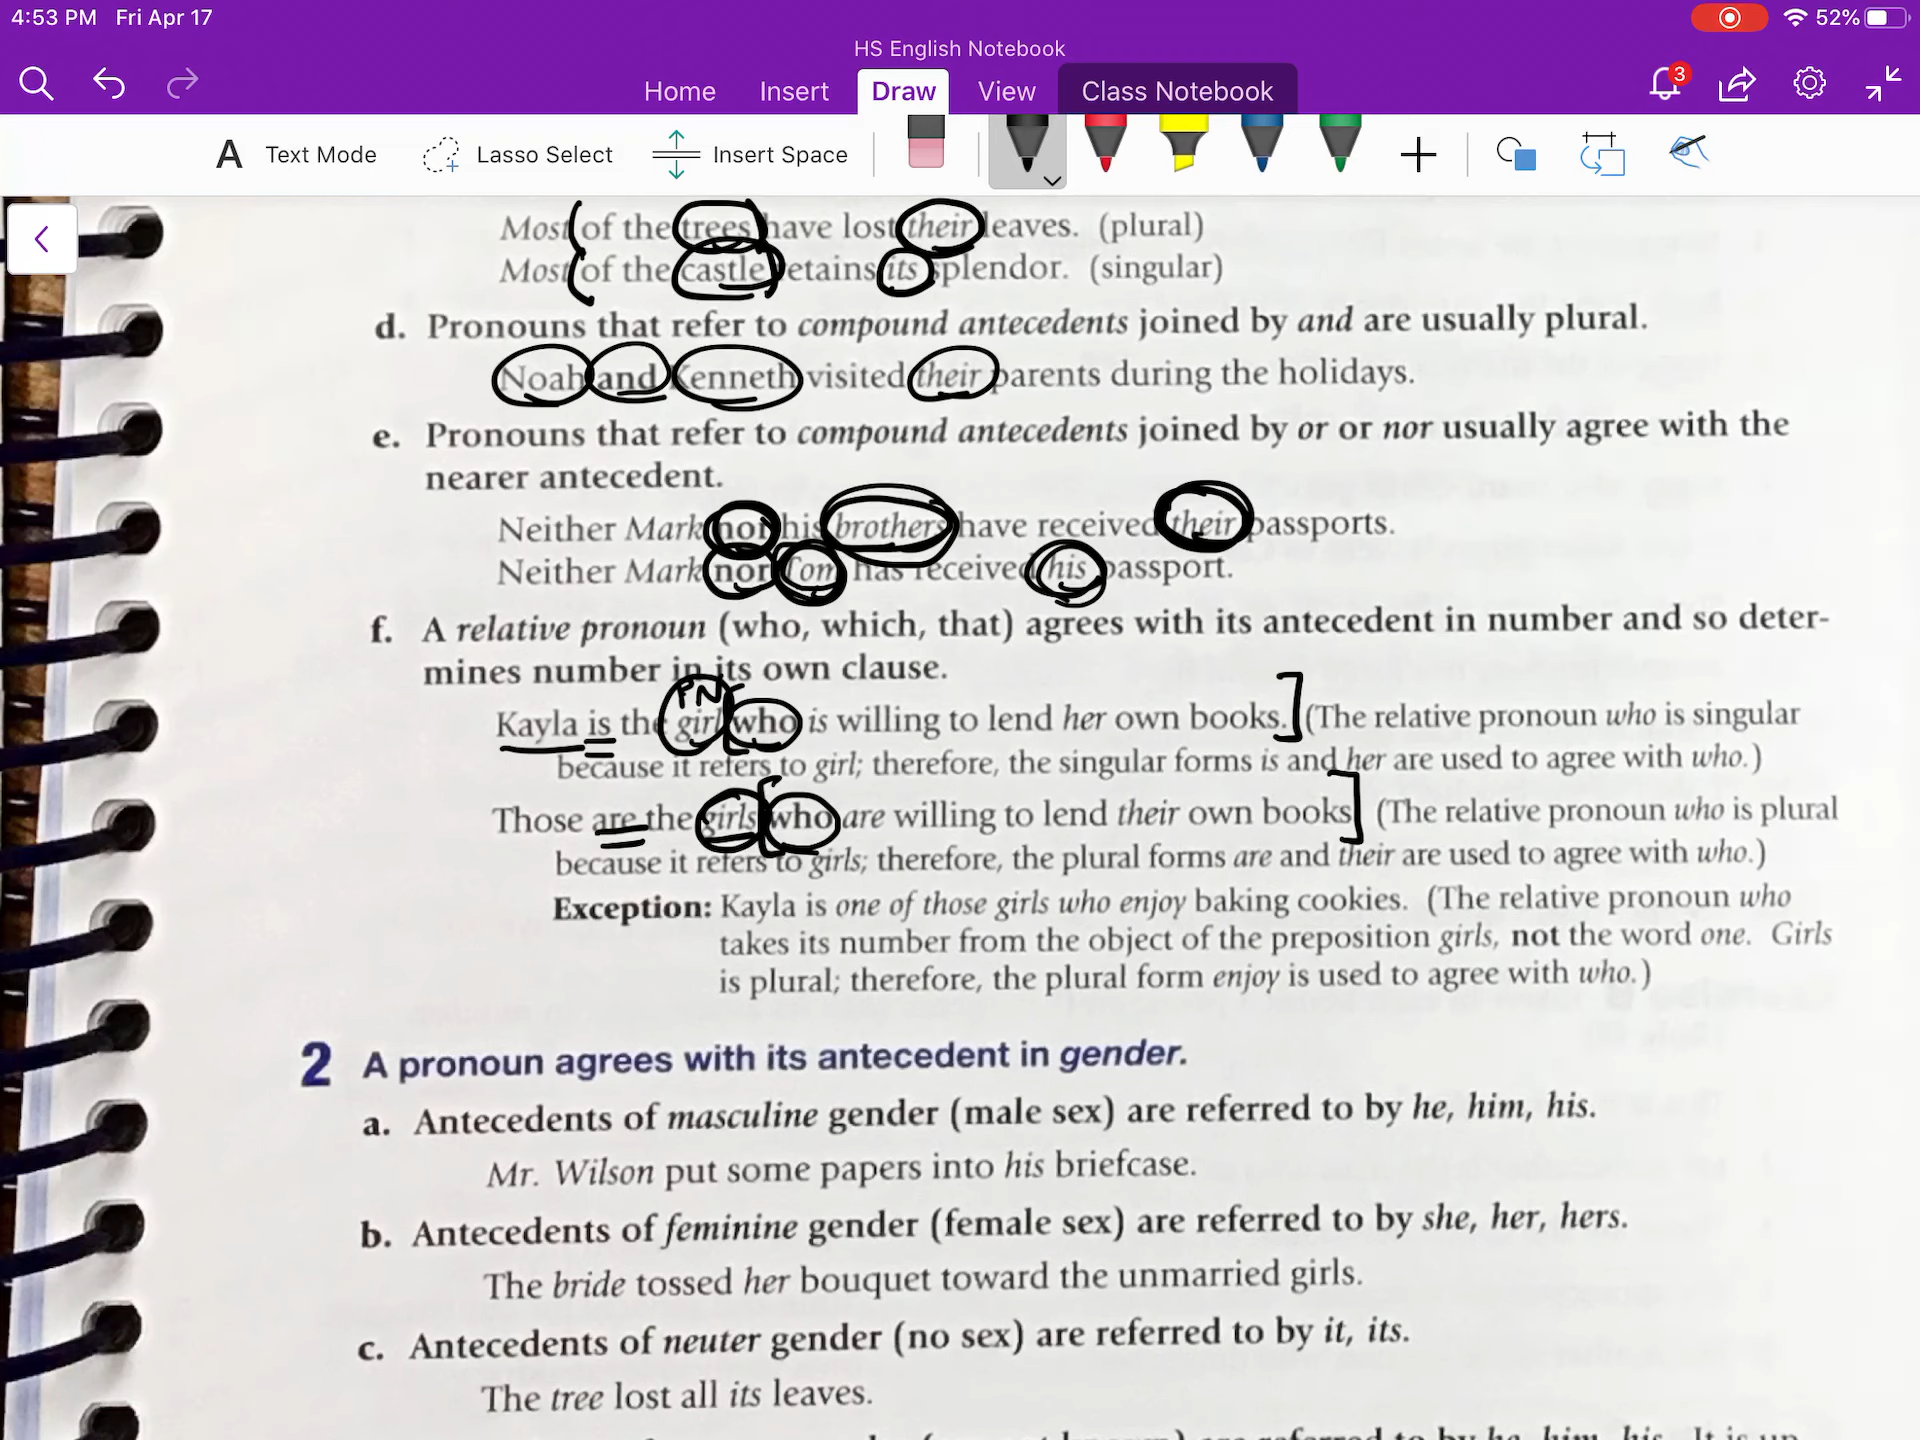 4:53 PM Fri Apr 17
52%
HS English Notebook
Home Insert Draw View Class Notebook
3
A Text Mode Lasso Select Insert Space
Most of the trees have lost their leaves. (plural)
Most of the castle retains its splendor. (singular)
d. Pronouns that refer to compound antecedents joined by and are usually plural.
Noah and Kenneth visited their parents during the holidays.
e. Pronouns that refer to compound antecedents joined by or or nor usually agree with the
nearer antecedent.
Neither Mark nor his brothers have received their passports.
Neither Mark nor Tom has received his passport.
f. A relative pronoun (who, which, that) agrees with its antecedent in number and so deter-
mines number in its own clause.
PN
Kayla is the girl who is willing to lend her own books. (The relative pronoun who is singular
because it refers to girl; therefore, the singular forms is and her are used to agree with who.)
Those are the girls who are willing to lend their own books. (The relative pronoun who is plural
because it refers to girls; therefore, the plural forms are and their are used to agree with who.)
Exception: Kayla is one of those girls who enjoy baking cookies. (The relative pronoun who
takes its number from the object of the preposition girls, not the word one. Girls
is plural; therefore, the plural form enjoy is used to agree with who.)
2 A pronoun agrees with its antecedent in gender.
a. Antecedents of masculine gender (male sex) are referred to by he, him, his.
Mr. Wilson put some papers into his briefcase.
b. Antecedents of feminine gender (female sex) are referred to by she, her, hers.
The bride tossed her bouquet toward the unmarried girls.
c. Antecedents of neuter gender (no sex) are referred to by it, its.
The tree lost all its leaves.